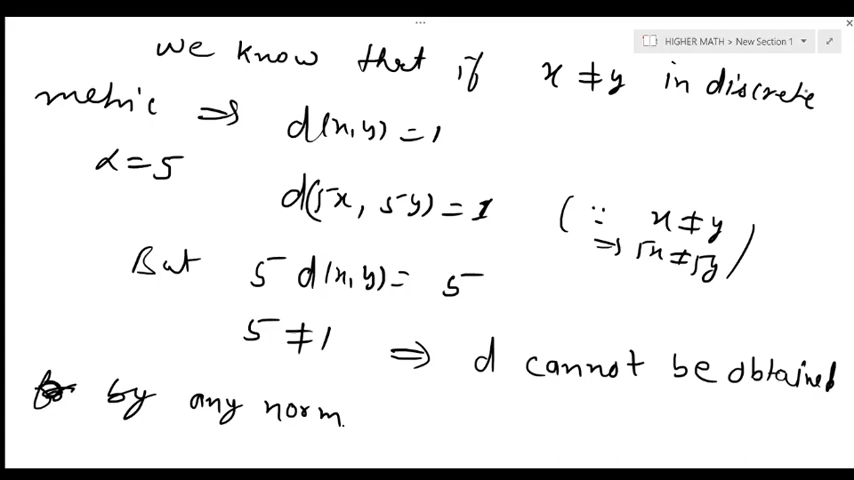 HIGHER MATH > New Section 1
we know that if x ≠ y in discrete
metric ⇒ d(x,y) = 1
α = 5
d(5x, 5y) = 1 (∵ x ≠ y
⇒ 5x ≠ 5y)
But 5 d(x,y) = 5
5 ≠ 1 ⇒ d cannot be obtained
by any norm.